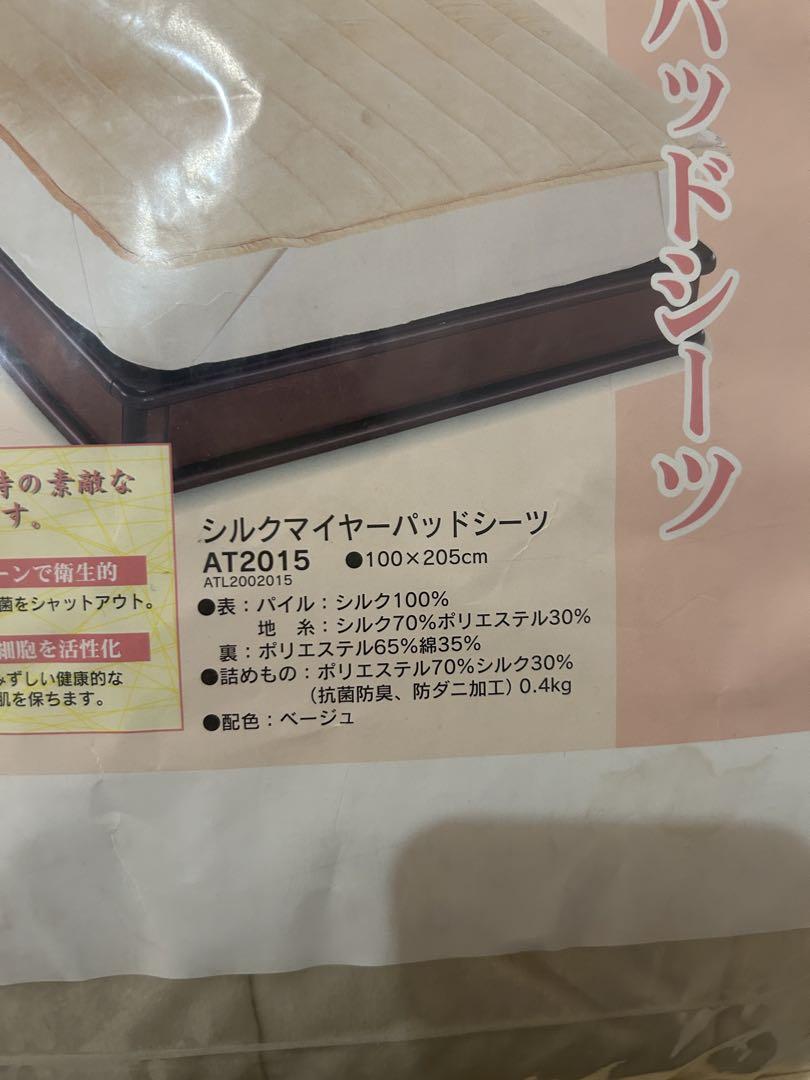 パッドシーツ
時の素敵な
す。
ーンで衛生的
菌をシャットアウト。
細胞を活性化
みずしい健康的な
肌を保ちます。
シルクマイヤーパッドシーツ
AT2015 ●100×205cm
ATL2002015
●表：パイル：シルク100%
地 糸：シルク70%ポリエステル30%
裏：ポリエステル65%綿35%
●詰めもの：ポリエステル70%シルク30%
（抗菌防臭、防ダニ加工）0.4kg
●配色：ベージュ